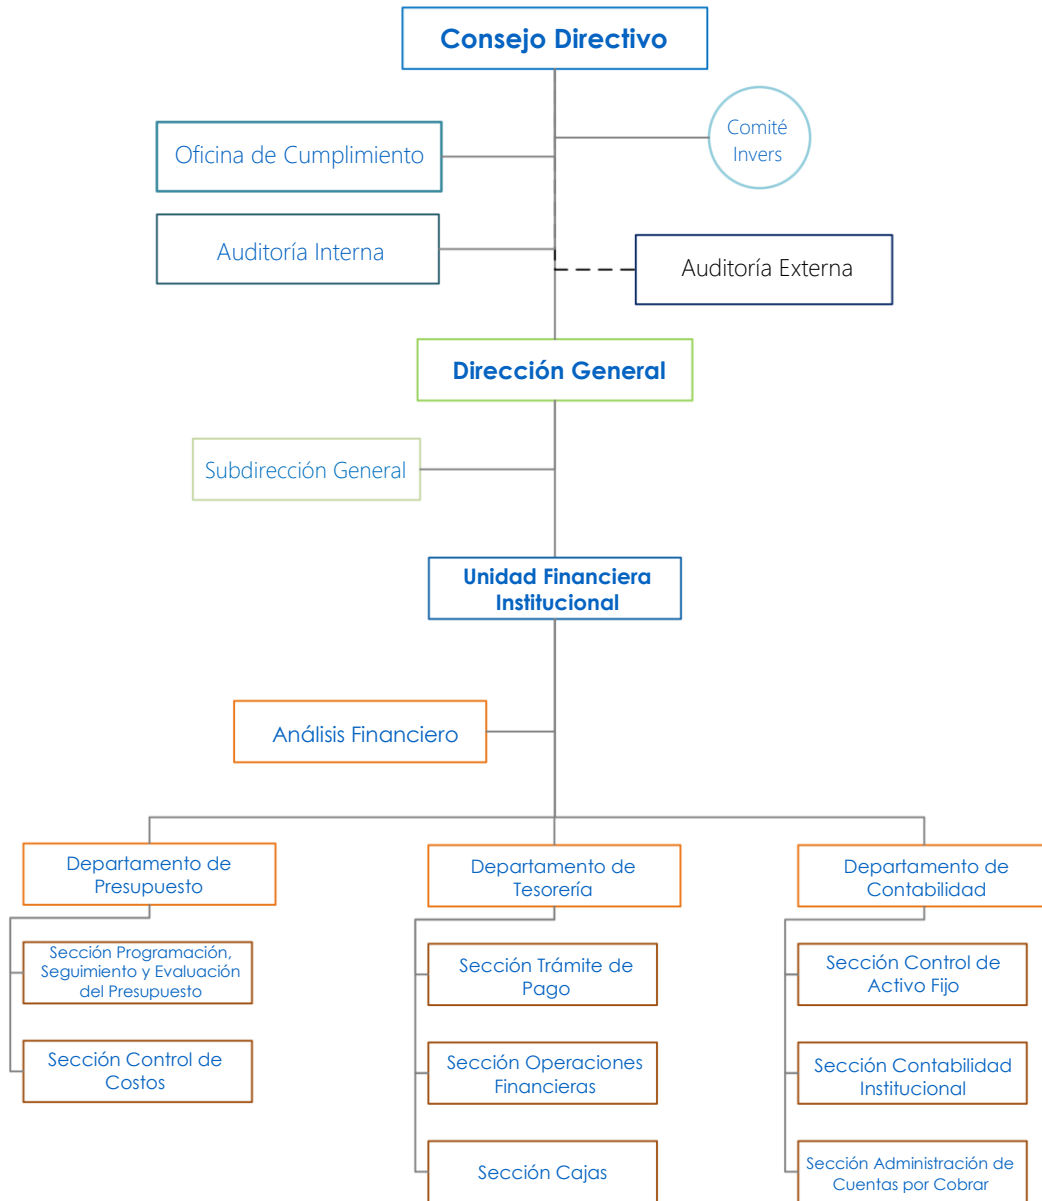 Consejo Directivo
Comité
Invers
Oficina de Cumplimiento
Auditoría Interna
Auditoría Externa
Dirección General
Subdirección General
Unidad Financiera
Institucional
Análisis Financiero
Departamento de
Presupuesto
Departamento de
Tesorería
Departamento de
Contabilidad
Sección Programación,
Seguimiento y Evaluación
del Presupuesto
Sección Control de
Costos
Sección Trámite de
Pago
Sección Operaciones
Financieras
Sección Cajas
Sección Control de
Activo Fijo
Sección Contabilidad
Institucional
Sección Administración de
Cuentas por Cobrar